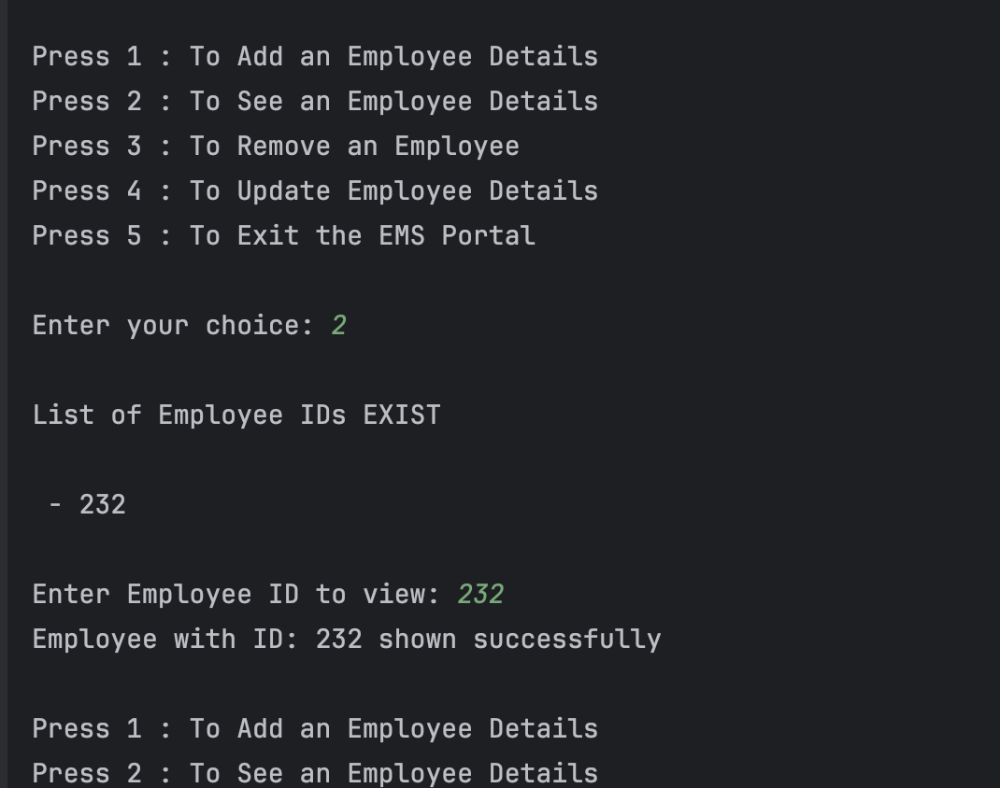 Press 1 : To Add an Employee Details
Press 2 : To See an Employee Details
Press 3 : To Remove an Employee
Press 4 : To Update Employee Details
Press 5 : To Exit the EMS Portal
Enter your choice: 2
List of Employee IDs EXIST
- 232
Enter Employee ID to view: 232
Employee with ID: 232 shown successfully
Press 1 : To Add an Employee Details
Press 2 : To See an Employee Details